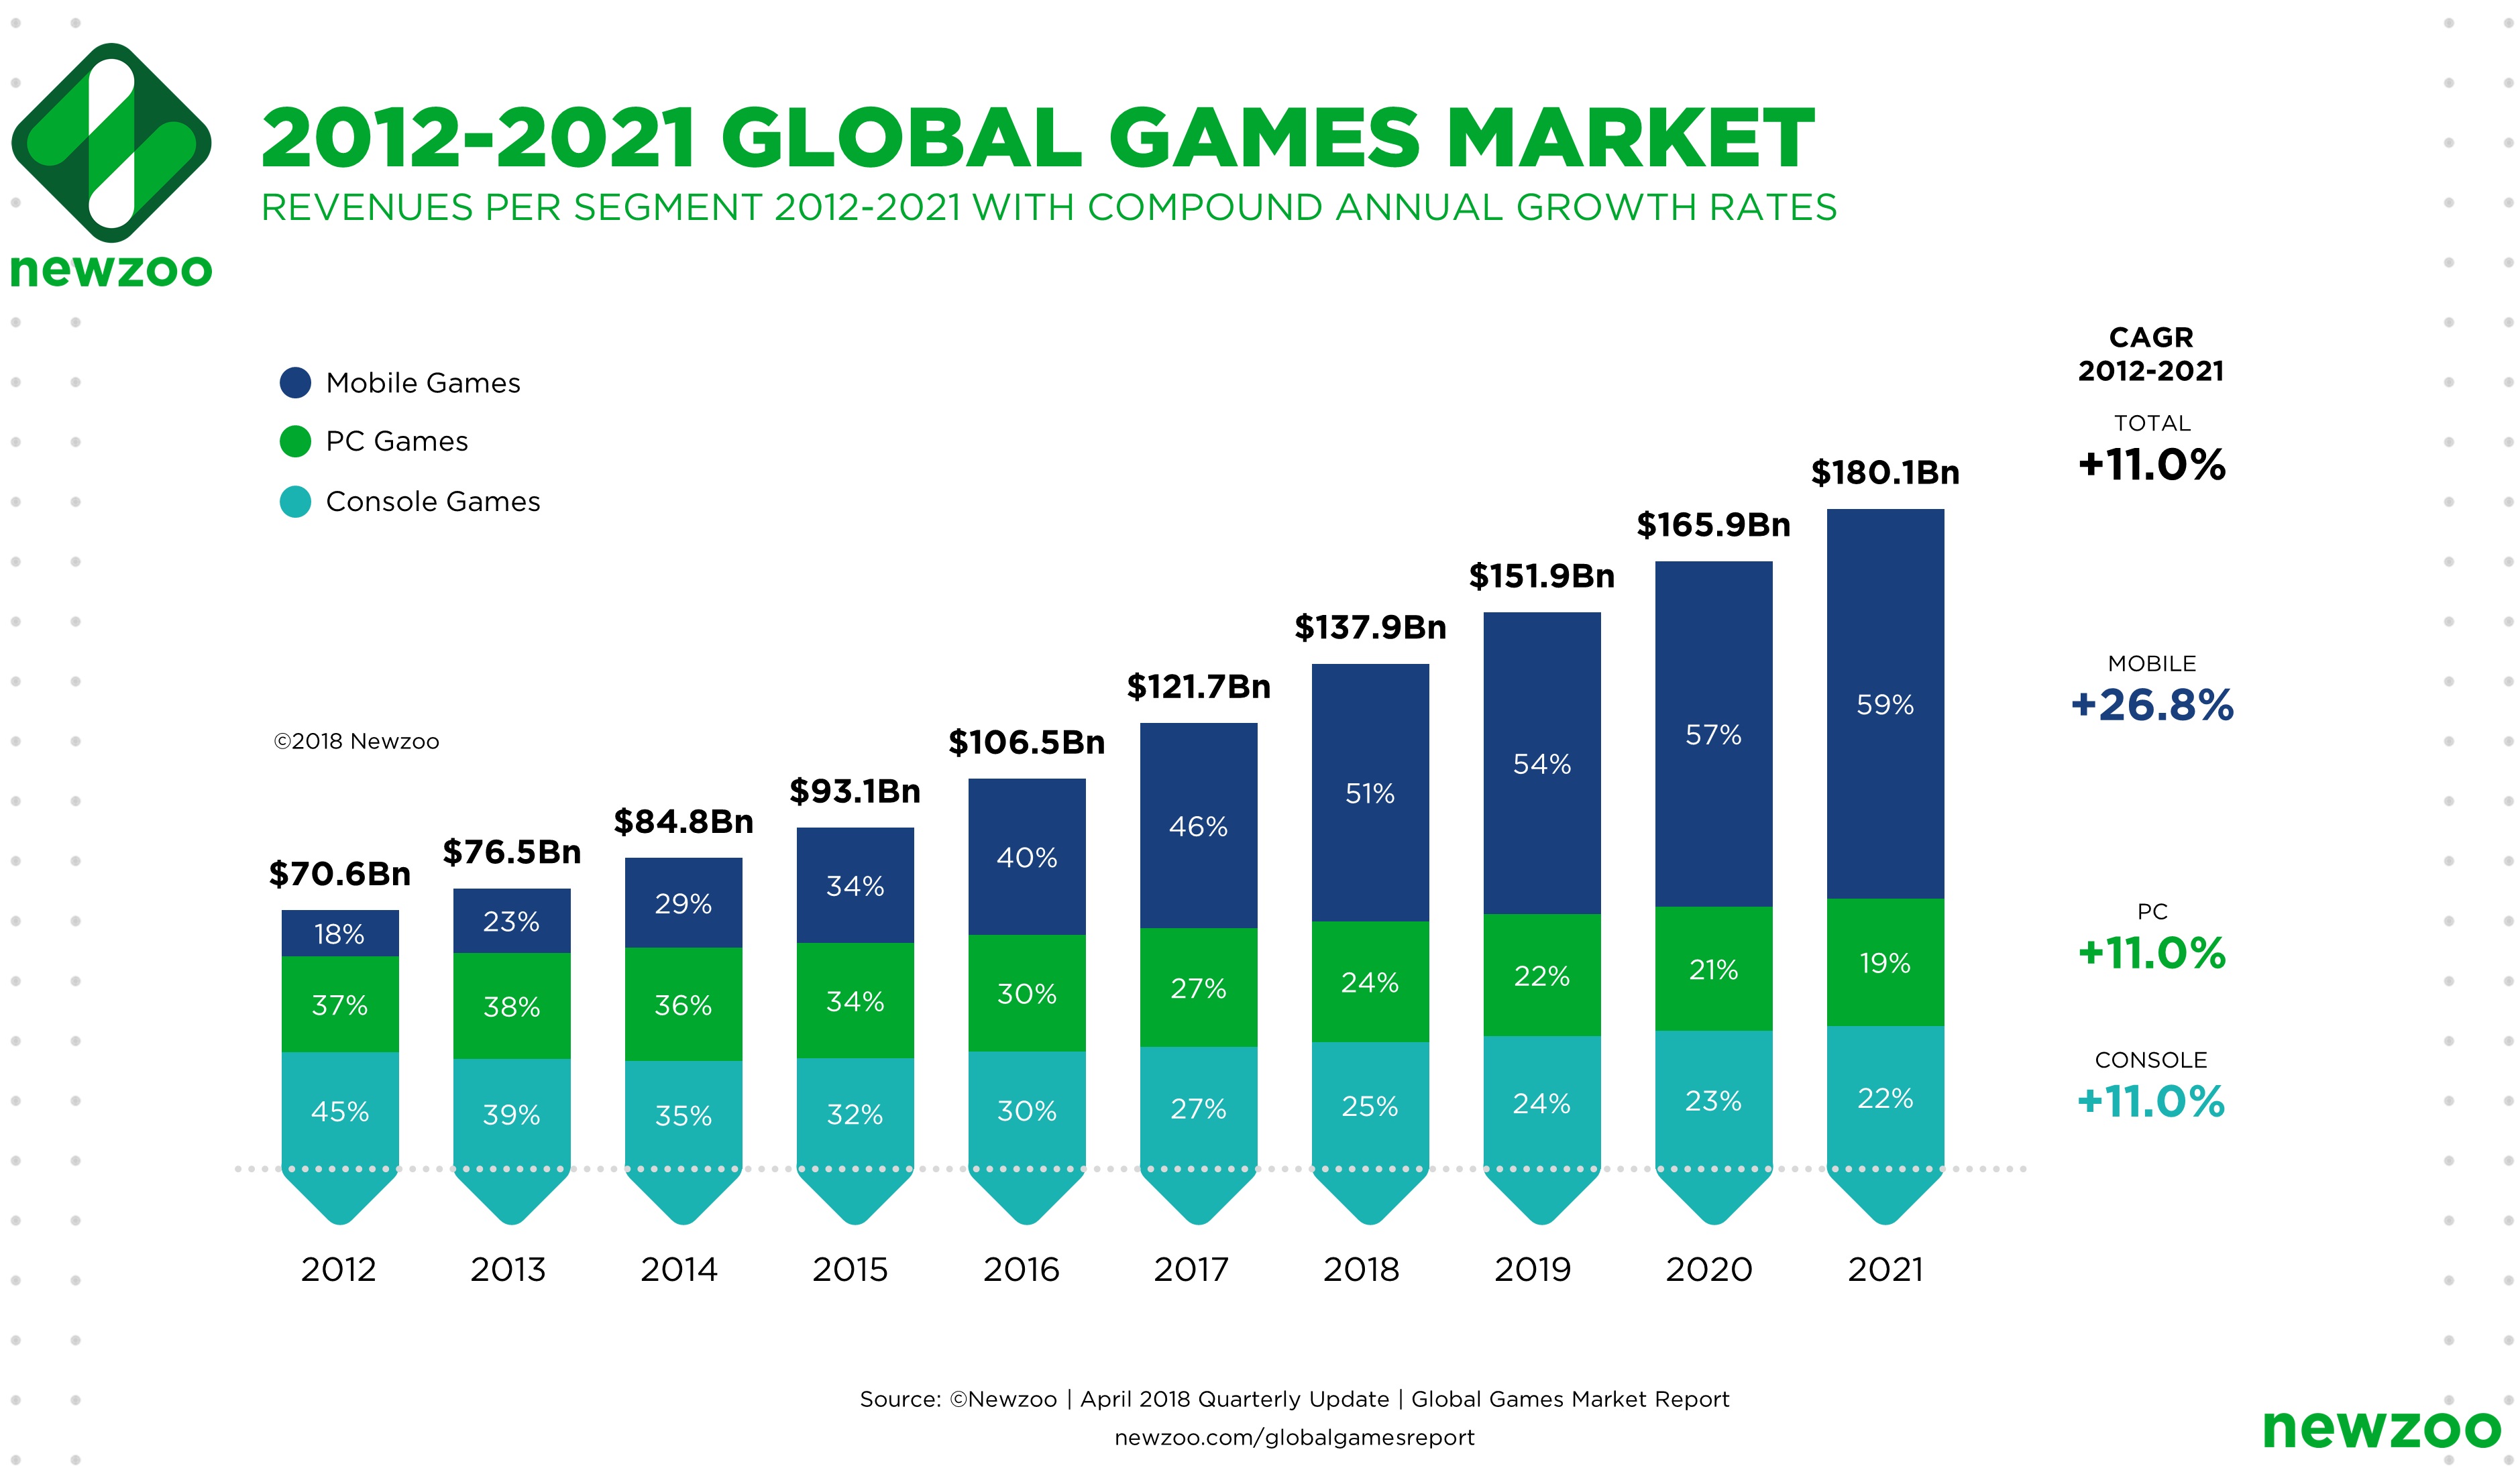 2012-2021 GLOBAL GAMES MARKET
REVENUES PER SEGMENT 2012-2021 WITH COMPOUND ANNUAL GROWTH RATES
newzoo
Mobile Games
PC Games
Console Games
©2018 Newzoo
$70.6Bn
18%
37%
45%
2012
$76.5Bn
23%
38%
39%
2013
$84.8Bn
29%
36%
35%
2014
$93.1Bn
34%
34%
32%
2015
$106.5Bn
40%
30%
30%
2016
$121.7Bn
46%
27%
27%
2017
$137.9Bn
51%
24%
25%
2018
$151.9Bn
54%
22%
24%
2019
$165.9Bn
57%
21%
23%
2020
$180.1Bn
59%
19%
22%
2021
CAGR
2012-2021
TOTAL
+11.0%
MOBILE
+26.8%
PC
+11.0%
CONSOLE
+11.0%
Source: ©Newzoo | April 2018 Quarterly Update | Global Games Market Report
newzoo.com/globalgamesreport
newzoo